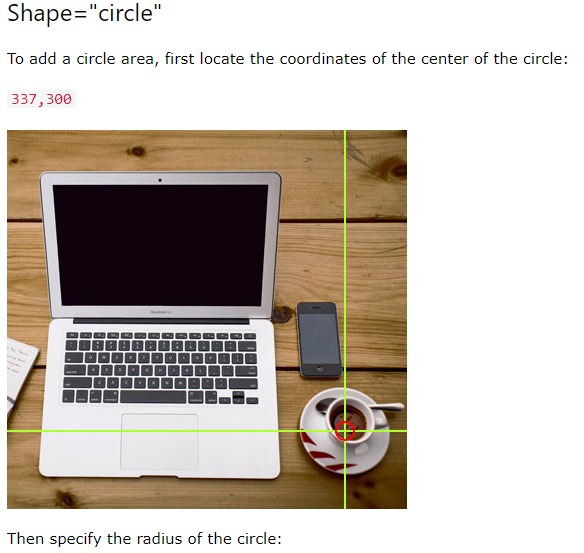 Shape="circle"
To add a circle area, first locate the coordinates of the center of the circle:
337,300
Then specify the radius of the circle: